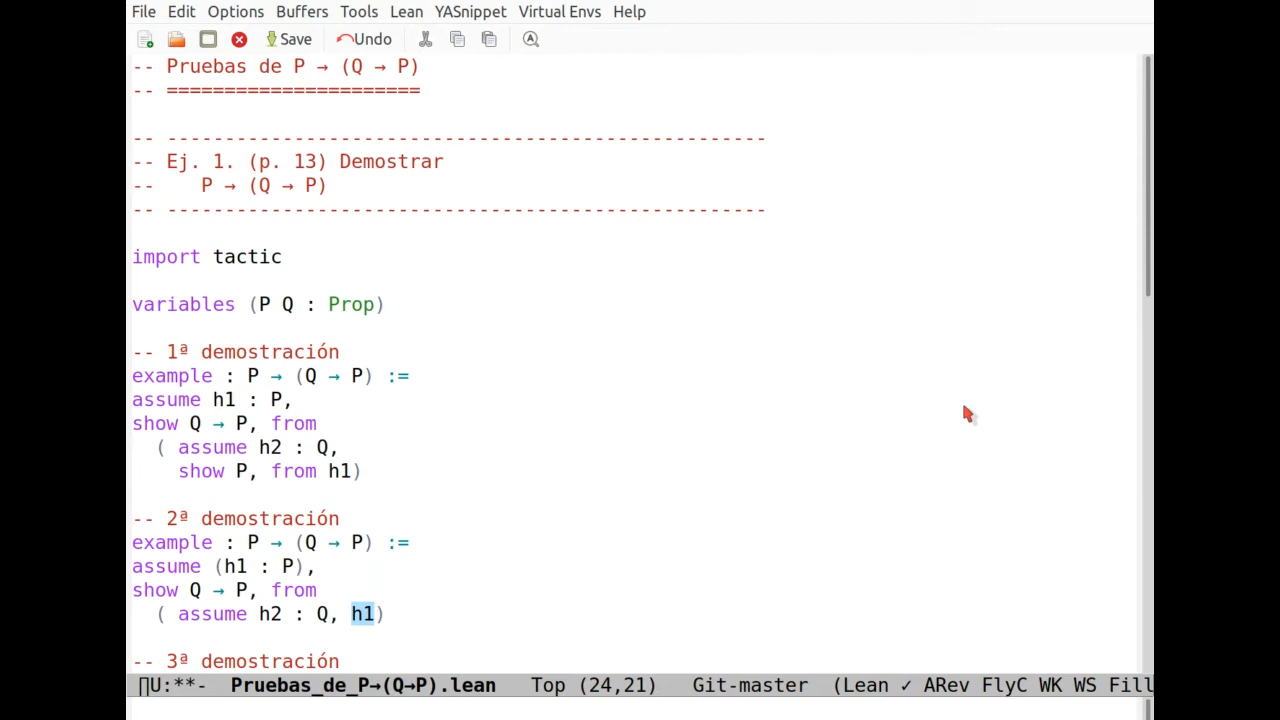 File Edit Options Buffers Tools Lean YASnippet Virtual Envs Help
Save Undo
-- Pruebas de P → (Q → P)
-- ======================
-- ----------------------------------------------------
-- Ej. 1. (p. 13) Demostrar
--    P → (Q → P)
-- ----------------------------------------------------
import tactic
variables (P Q : Prop)
-- 1ª demostración
example : P → (Q → P) :=
assume h1 : P,
show Q → P, from
  ( assume h2 : Q,
    show P, from h1)
-- 2ª demostración
example : P → (Q → P) :=
assume (h1 : P),
show Q → P, from
  ( assume h2 : Q, h1)
-- 3ª demostración
U:**-  Pruebas_de_P→(Q→P).lean   Top (24,21)   Git-master  (Lean ✓ ARev FlyC WK WS Fill